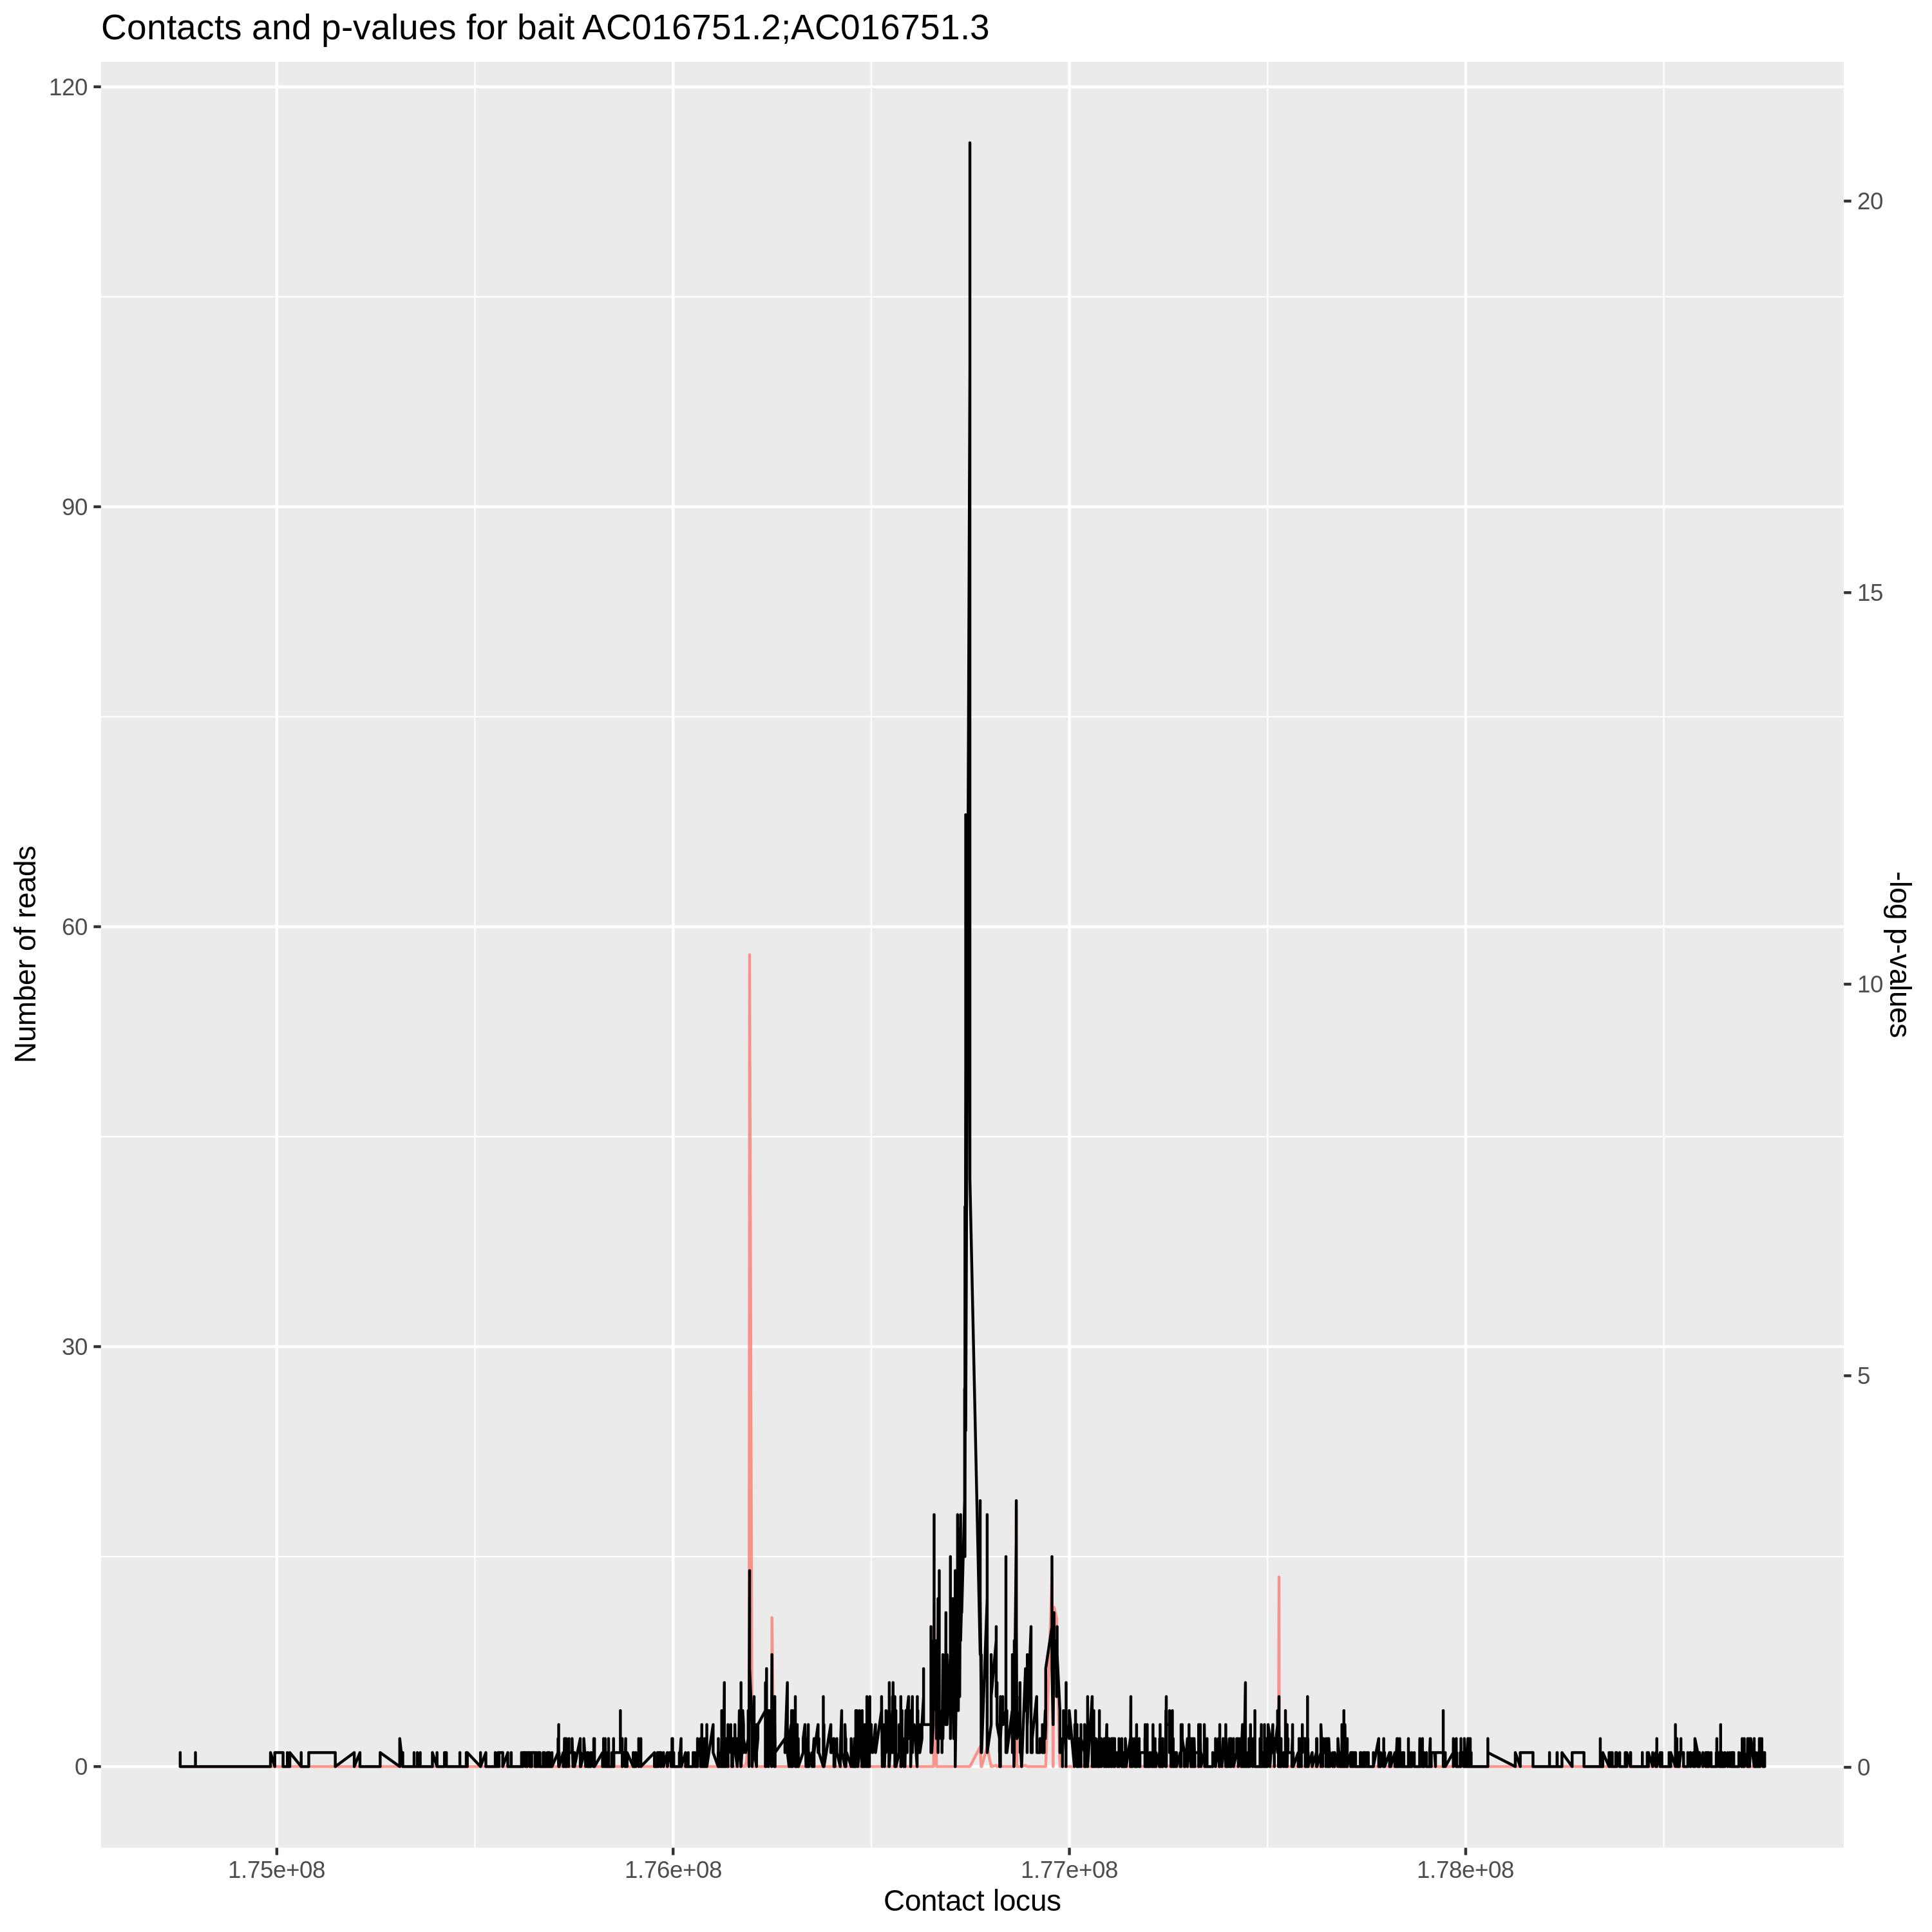 Contacts and p-values for bait AC016751.2;AC016751.3
120
90
60
30
0
Number of reads
20
15
10
5
0
-log p-values
1.75e+08
1.76e+08
1.77e+08
1.78e+08
Contact locus